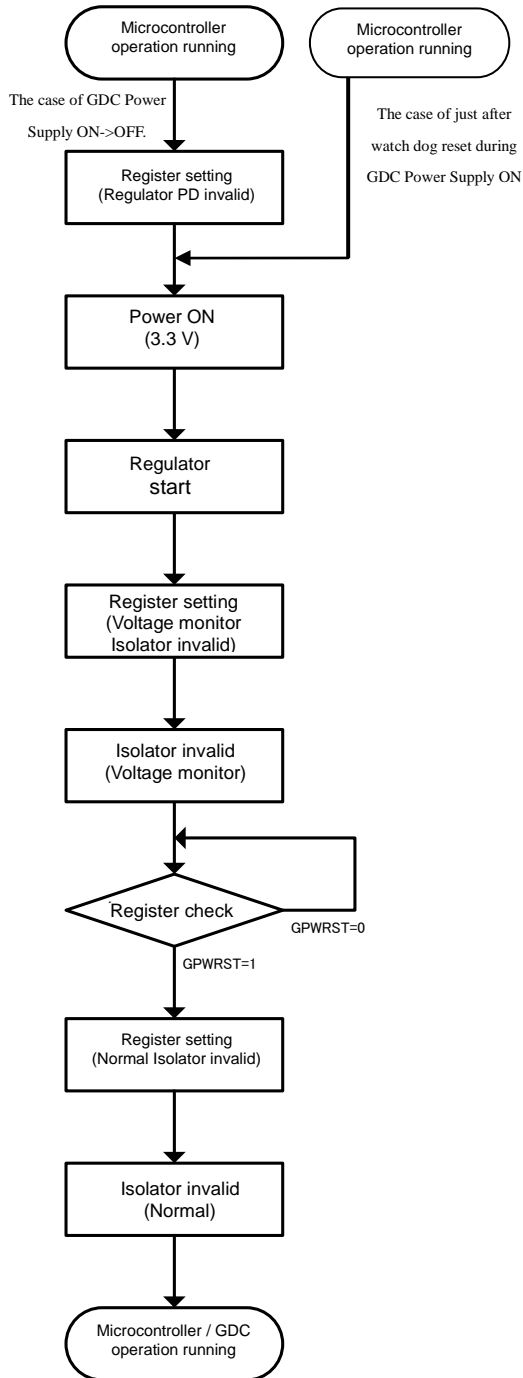 Microcontroller
operation running
Microcontroller
operation running
The case of GDC Power
Supply ON->OFF.
The case of just after
watch dog reset during
GDC Power Supply ON
Register setting
(Regulator PD invalid)
Power ON
(3.3 V)
Regulator
start
Register setting
(Voltage monitor
Isolator invalid)
Isolator invalid
(Voltage monitor)
Register check
GPWRST=0
GPWRST=1
Register setting
(Normal Isolator invalid)
Isolator invalid
(Normal)
Microcontroller / GDC
operation running